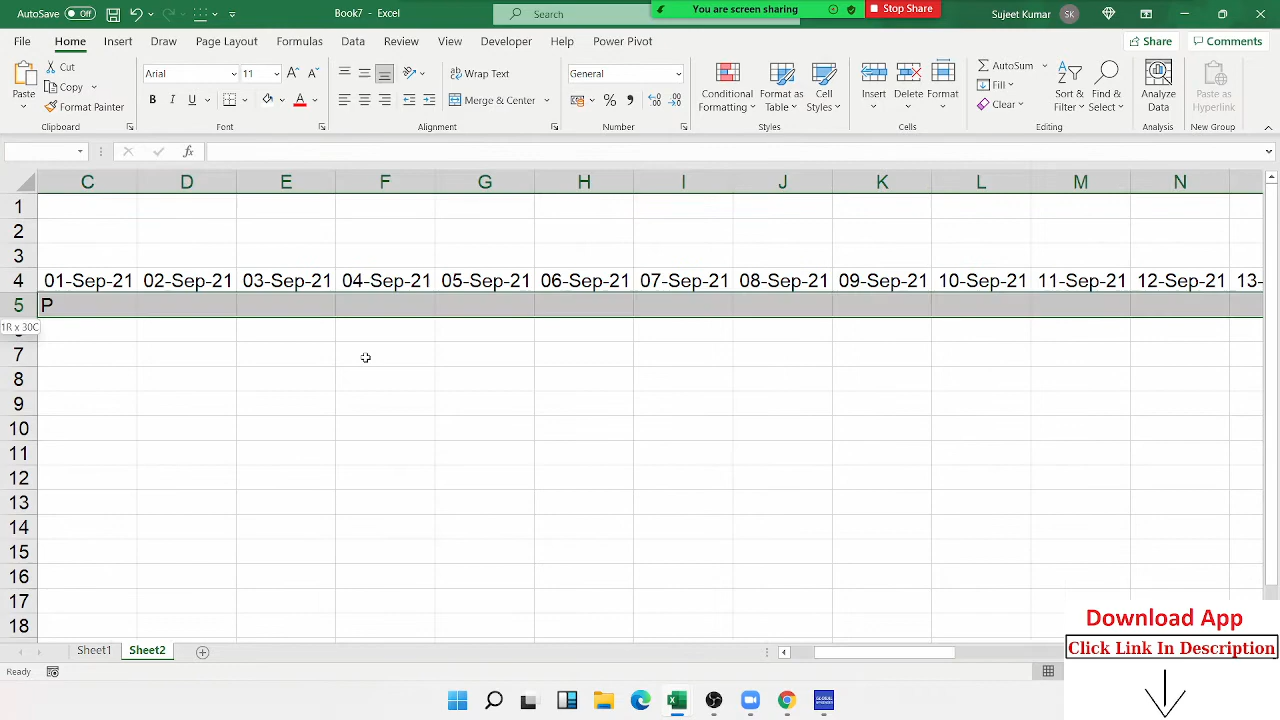 AutoSave Off Book7 - Excel Search You are screen sharing Stop Share Sujeet Kumar SK
File Home Insert Draw Page Layout Formulas Data Review View Developer Help Power Pivot Share Comments
Paste Cut Copy Format Painter Arial 11 B I U Wrap Text Merge & Center General Conditional Formatting Format as Table Cell Styles Insert Delete Format AutoSum Fill Clear Sort & Filter Find & Select Analyze Data Paste as Hyperlink
Clipboard Font Alignment Number Styles Cells Editing Analysis New Group
fx
C D E F G H I J K L M N
1
2
3
4 01-Sep-21 02-Sep-21 03-Sep-21 04-Sep-21 05-Sep-21 06-Sep-21 07-Sep-21 08-Sep-21 09-Sep-21 10-Sep-21 11-Sep-21 12-Sep-21 13-
5 P
1R x 30C
7
8
9
10
11
12
13
14
15
16
17
18
Download App
Click Link In Description
Sheet1 Sheet2
Ready